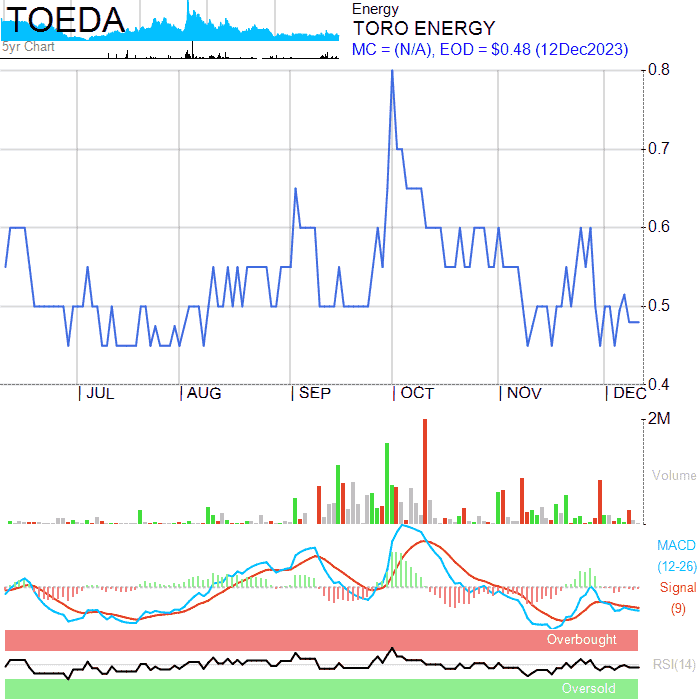 TOEDA
5yr Chart
Energy
TORO ENERGY
MC = (N/A), EOD = $0.48 (12Dec2023)
0.8
0.7
0.6
0.5
0.4
JUL AUG SEP OCT NOV DEC
2M
Volume
MACD
(12-26)
Signal
(9)
Overbought
RSI(14)
Oversold